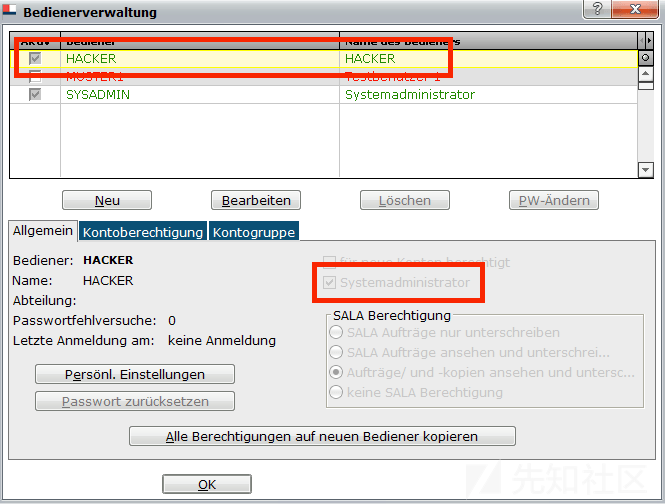 Bedienerverwaltung
Aktiv Bediener Name des Bedieners
HACKER HACKER
MUSTER1 Testbenutzer 1
SYSADMIN Systemadministrator
Neu Bearbeiten Löschen PW-Ändern
Allgemein Kontoberechtigung Kontogruppe
Bediener: HACKER
für neue Konten berechtigt
Name: HACKER
Systemadministrator
Abteilung:
Passwortfehlversuche: 0
SALA Berechtigung
SALA Aufträge nur unterschreiben
Letzte Anmeldung am: keine Anmeldung
SALA Aufträge ansehen und unterschrei...
Persönl. Einstellungen
Aufträge/ und -kopien ansehen und untersc...
keine SALA Berechtigung
Passwort zurücksetzen
Alle Berechtigungen auf neuen Bediener kopieren
OK
先知社区